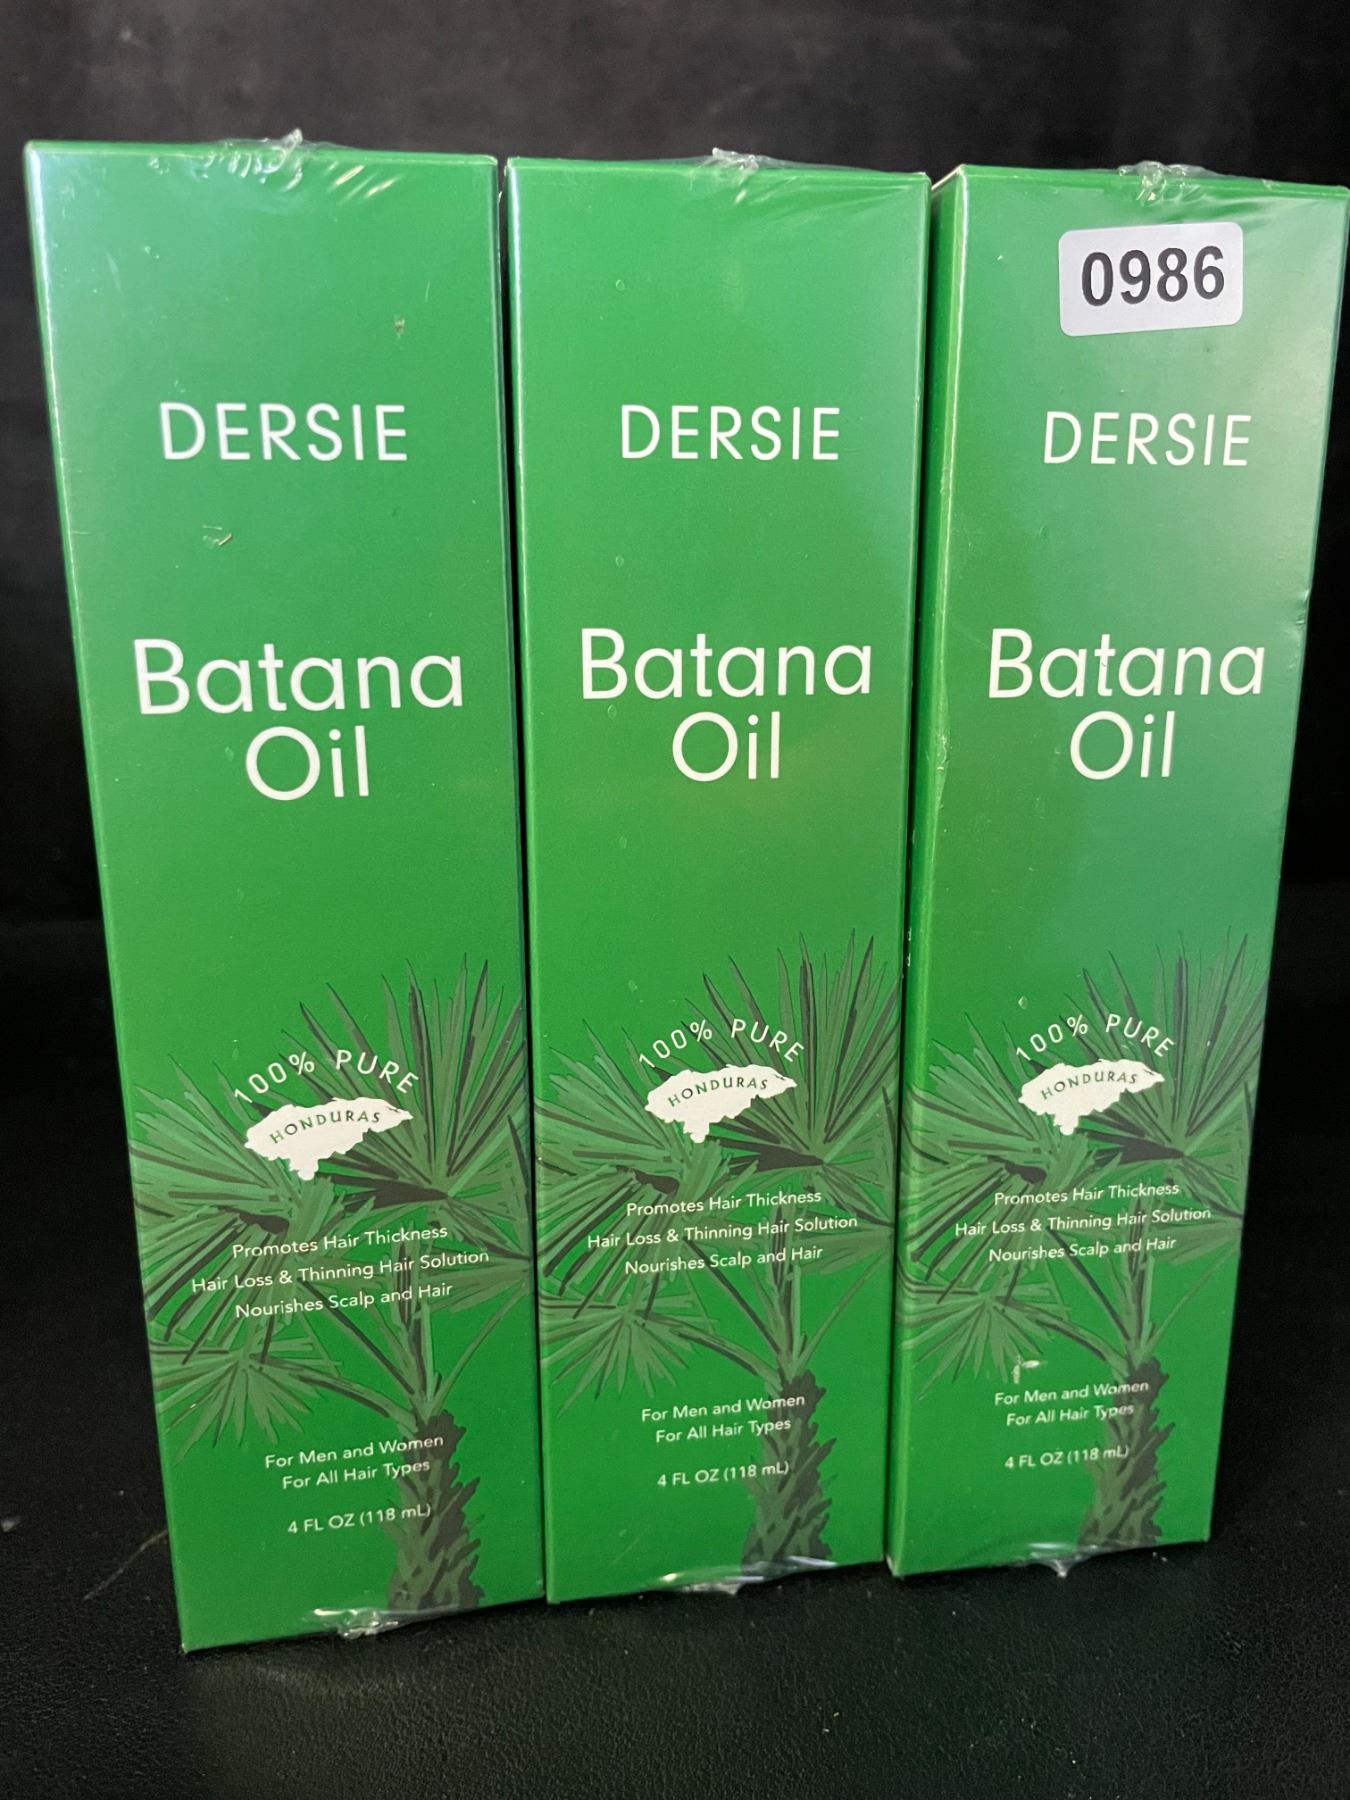 DERSIE
Batana
Oil
100% PURE
HONDURAS
Promotes Hair Thickness
Hair Loss & Thinning Hair Solution
Nourishes Scalp and Hair
For Men and Women
For All Hair Types
4 FL OZ (118 mL)
DERSIE
Batana
Oil
100% PURE
HONDURAS
Promotes Hair Thickness
Hair Loss & Thinning Hair Solution
Nourishes Scalp and Hair
For Men and Women
For All Hair Types
4 FL OZ (118 mL)
0986
DERSIE
Batana
Oil
100% PURE
HONDURAS
Promotes Hair Thickness
Hair Loss & Thinning Hair Solution
Nourishes Scalp and Hair
For Men and Women
For All Hair Types
4 FL OZ (118 mL)